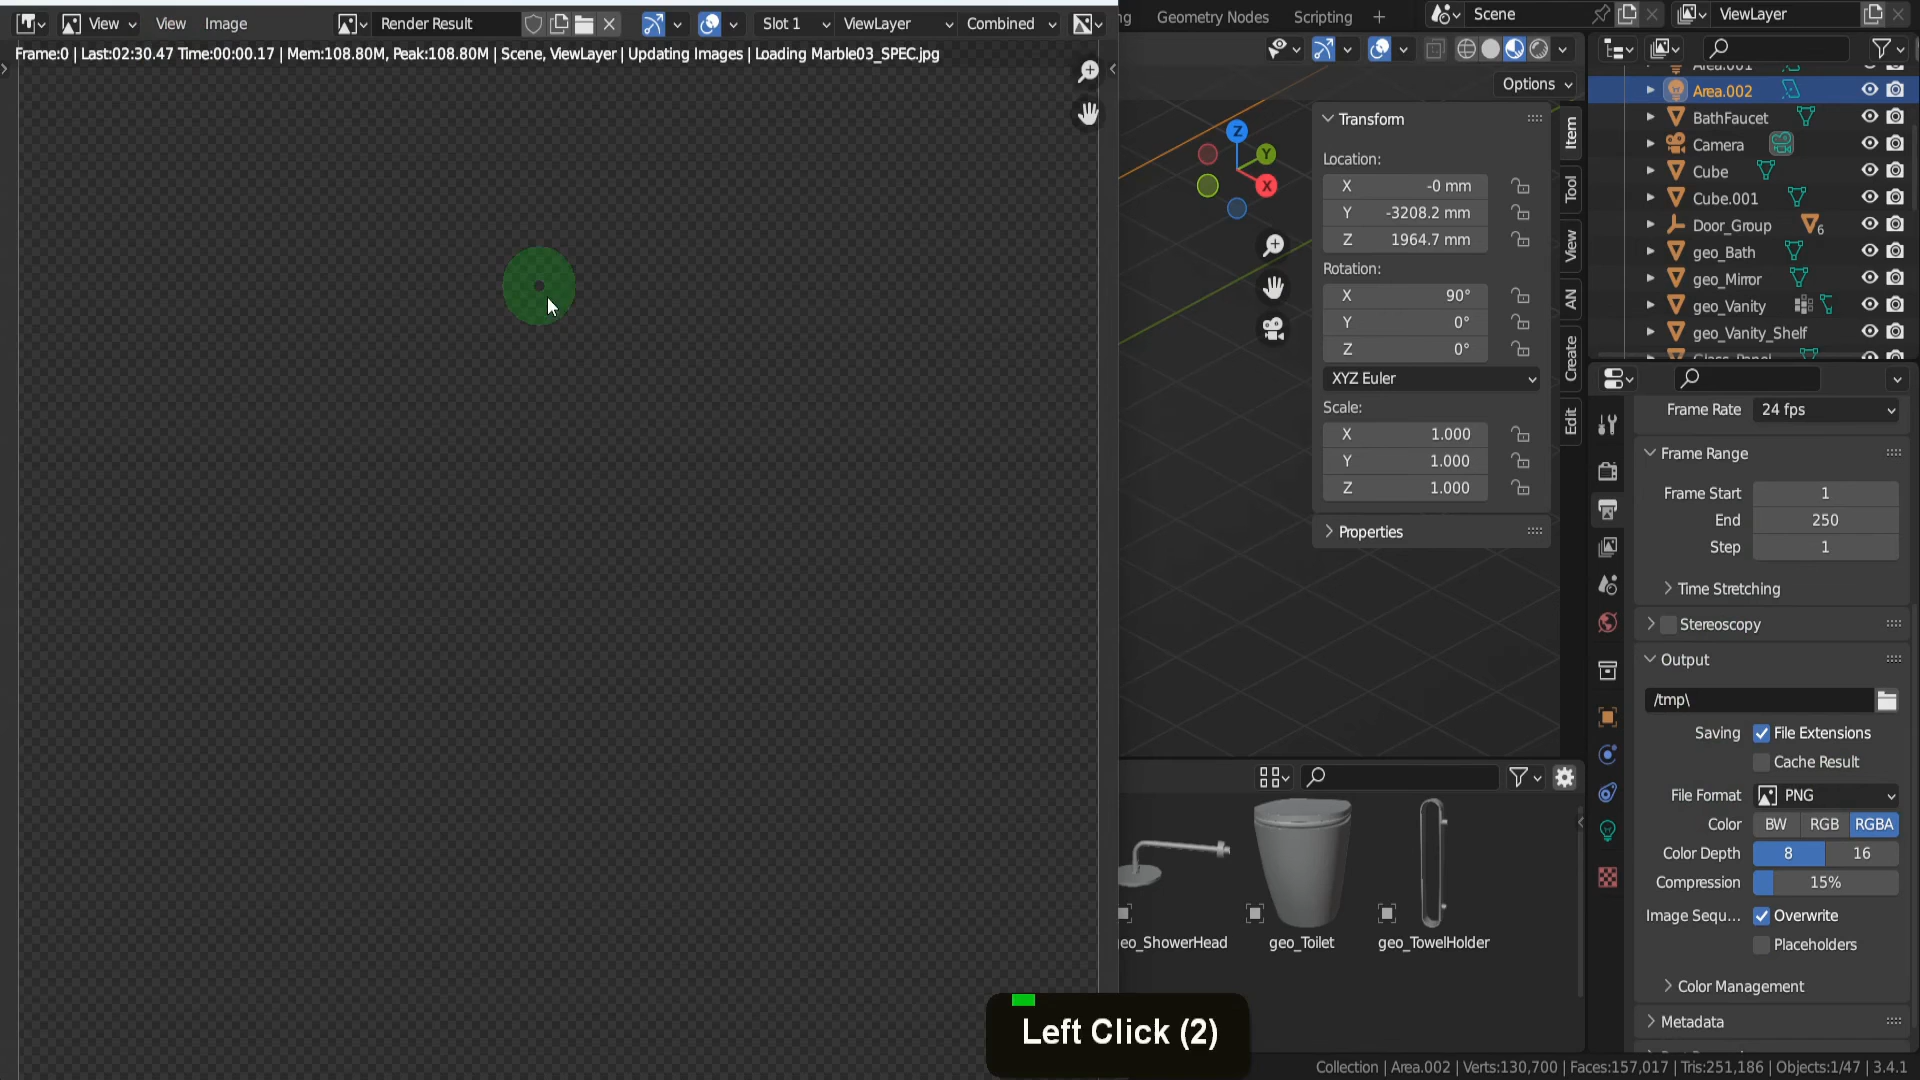 View
View
Image
Render Result
Slot 1
ViewLayer
Combined
Geometry Nodes
Scripting
Scene
ViewLayer
Frame:0 | Last:02:30.47 Time:00:00.17 | Mem:108.80M, Peak:108.80M | Scene, ViewLayer | Updating Images | Loading Marble03_SPEC.jpg
Options
Z
Y
X
Transform
Location:
X -0 mm
Y -3208.2 mm
Z 1964.7 mm
Rotation:
X 90°
Y 0°
Z 0°
XYZ Euler
Scale:
X 1.000
Y 1.000
Z 1.000
Properties
Item
Tool
View
AN
Create
Edit
Area.001
Area.002
BathFaucet
Camera
Cube
Cube.001
Door_Group 6
geo_Bath
geo_Mirror
geo_Vanity
geo_Vanity_Shelf
Glass_Panel
Frame Rate 24 fps
Frame Range
Frame Start 1
End 250
Step 1
Time Stretching
Stereoscopy
Output
/tmp\
Saving File Extensions
Cache Result
File Format PNG
Color BW RGB RGBA
Color Depth 8 16
Compression 15%
Image Sequ... Overwrite
Placeholders
Color Management
Metadata
eo_ShowerHead
geo_Toilet
geo_TowelHolder
Left Click (2)
Collection | Area.002 | Verts:130,700 | Faces:157,017 | Tris:251,186 | Objects:1/47 | 3.4.1